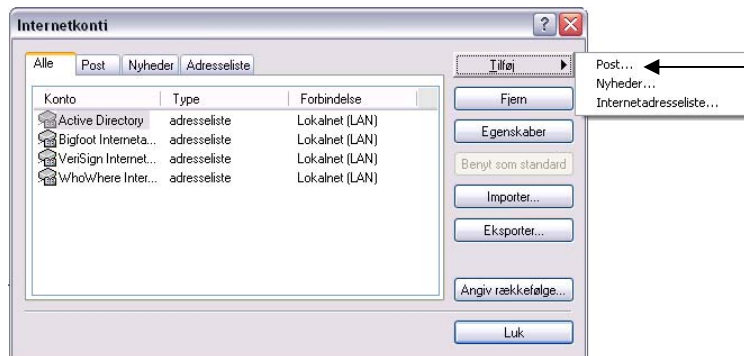 Internetkonti
Alle Post Nyheder Adresseliste
Konto Type Forbindelse
Active Directory adresseliste Lokalnet (LAN)
Bigfoot Interneta... adresseliste Lokalnet (LAN)
VeriSign Internet... adresseliste Lokalnet (LAN)
WhoWhere Inter... adresseliste Lokalnet (LAN)
Tilføj
Fjern
Egenskaber
Benyt som standard
Importer...
Eksporter...
Angiv rækkefølge...
Luk
Post...
Nyheder...
Internetadresseliste...